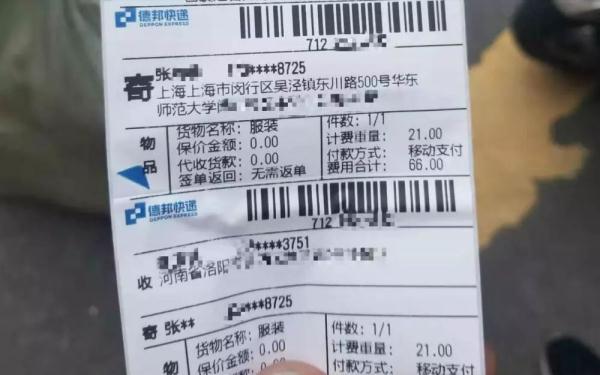 德邦快递
DEPPON EXPRESS
712
寄 张 ****8725
上海上海市闵行区吴泾镇东川路500号华东
师范大学
物品
货物名称：服装
保价金额：0.00
代收货款：0.00
签单返回：无需返单
件数：1/1
计费重量：21.00
付款方式：移动支付
费用合计：66.00
德邦快递
DEPPON EXPRESS
712
****3751
收 河南省洛阳
寄 张** ****8725
物
货物名称：服装
保价金额：0.00
件数：1/1
计费重量：21.00
移动支付